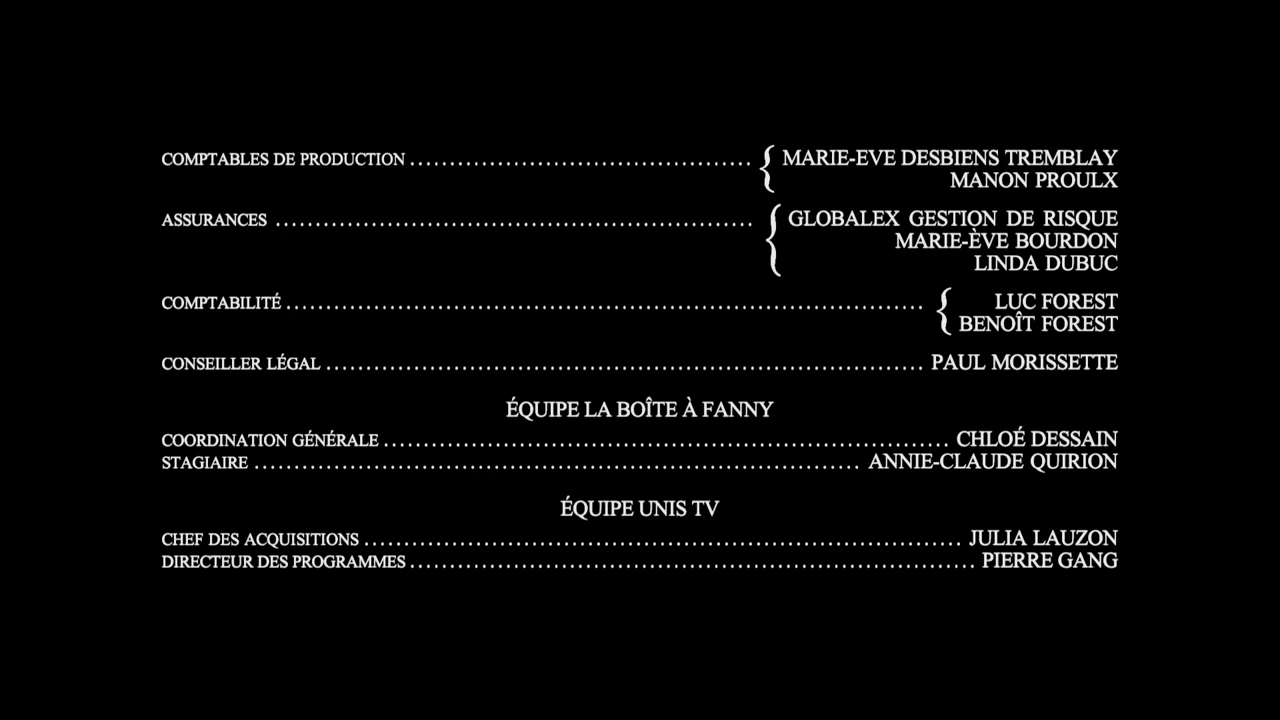 COMPTABLES DE PRODUCTION ........................................... { MARIE-EVE DESBIENS TREMBLAY
MANON PROULX
ASSURANCES ............................................................ { GLOBALEX GESTION DE RISQUE
MARIE-ÈVE BOURDON
LINDA DUBUC
COMPTABILITÉ ................................................................................ { LUC FOREST
BENOÎT FOREST
CONSEILLER LÉGAL ........................................................................... PAUL MORISSETTE
ÉQUIPE LA BOÎTE À FANNY
COORDINATION GÉNÉRALE ....................................................................... CHLOÉ DESSAIN
STAGIAIRE ............................................................................ ANNIE-CLAUDE QUIRION
ÉQUIPE UNIS TV
CHEF DES ACQUISITIONS ........................................................................... JULIA LAUZON
DIRECTEUR DES PROGRAMMES ....................................................................... PIERRE GANG